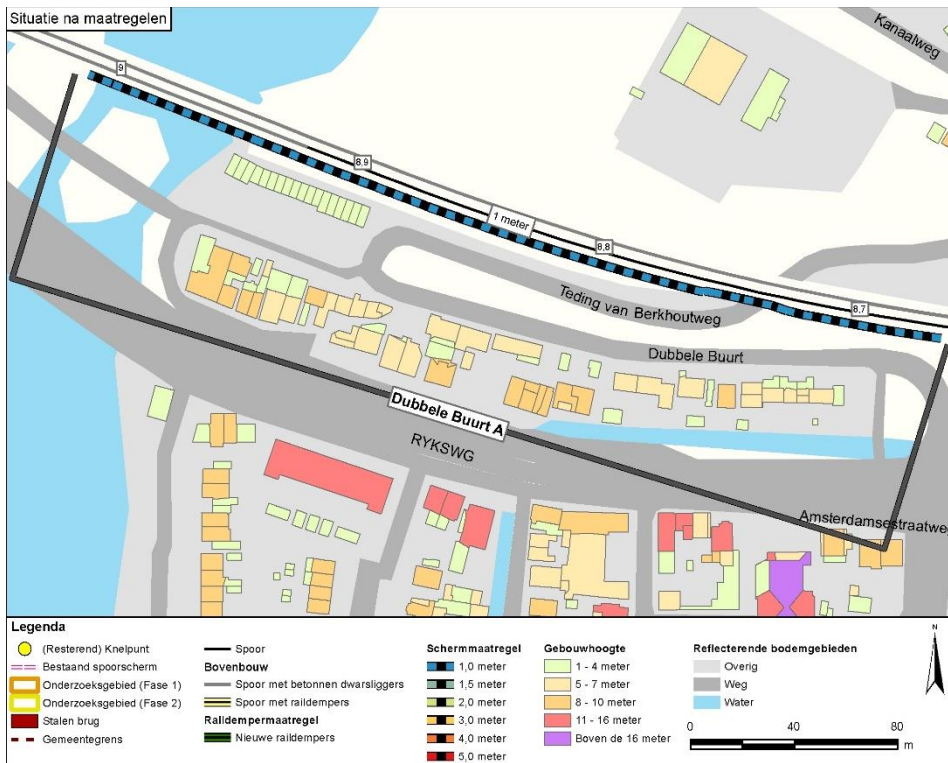 Situatie na maatregelen
Kanaalweg
9
8,9
1 meter
8,8
8,7
Teding van Berkhoutweg
Dubbele Buurt
Dubbele Buurt A
RYKSWG
Amsterdamsestraatweg
Legenda
(Resterend) Knelpunt
Bestaand spoorscherm
Onderzoeksgebied (Fase 1)
Onderzoeksgebied (Fase 2)
Stalen brug
Gemeentegrens
Spoor
Bovenbouw
Spoor met betonnen dwarsliggers
Spoor met raildempers
Raildempermaatregel
Nieuwe raildempers
Schermmaatregel
1,0 meter
1,5 meter
2,0 meter
3,0 meter
4,0 meter
5,0 meter
Gebouwhoogte
1 - 4 meter
5 - 7 meter
8 - 10 meter
11 - 16 meter
Boven de 16 meter
Reflecterende bodemgebieden
Overig
Weg
Water
N
0 40 80
m